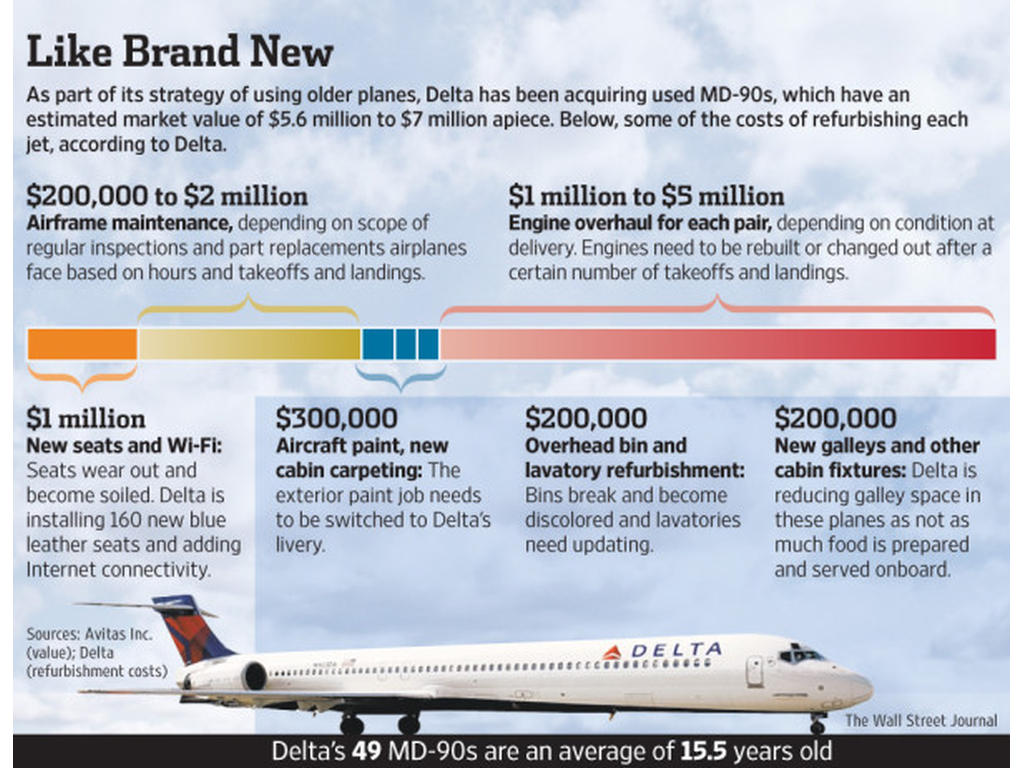 Like Brand New
As part of its strategy of using older planes, Delta has been acquiring used MD-90s, which have an
estimated market value of $5.6 million to $7 million apiece. Below, some of the costs of refurbishing each
jet, according to Delta.
$200,000 to $2 million
Airframe maintenance, depending on scope of
regular inspections and part replacements airplanes
face based on hours and takeoffs and landings.
$1 million to $5 million
Engine overhaul for each pair, depending on condition at
delivery. Engines need to be rebuilt or changed out after a
certain number of takeoffs and landings.
$1 million
New seats and Wi-Fi:
Seats wear out and
become soiled. Delta is
installing 160 new blue
leather seats and adding
Internet connectivity.
$300,000
Aircraft paint, new
cabin carpeting: The
exterior paint job needs
to be switched to Delta's
livery.
$200,000
Overhead bin and
lavatory refurbishment:
Bins break and become
discolored and lavatories
need updating.
$200,000
New galleys and other
cabin fixtures: Delta is
reducing galley space in
these planes as not as
much food is prepared
and served onboard.
Sources: Avitas Inc.
(value); Delta
(refurbishment costs)
DELTA
The Wall Street Journal
Delta's 49 MD-90s are an average of 15.5 years old